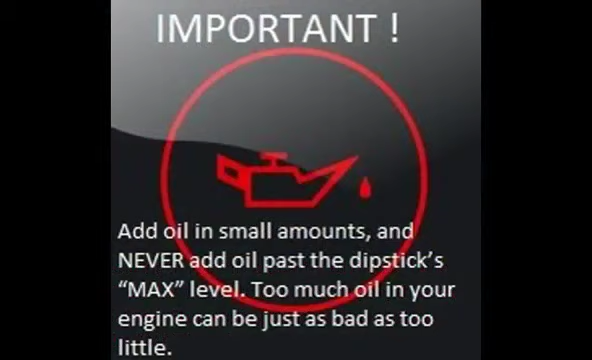 IMPORTANT !
Add oil in small amounts, and
NEVER add oil past the dipstick's
“MAX” level. Too much oil in your
engine can be just as bad as too
little.